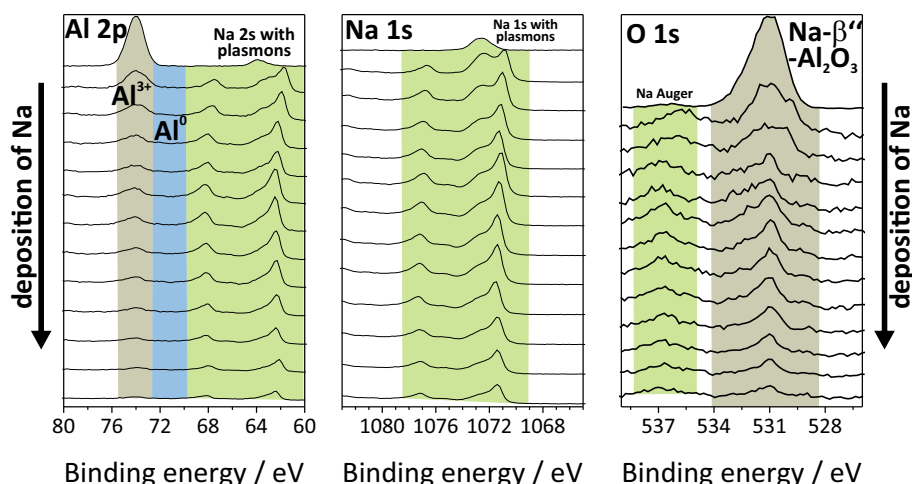 Al 2p
Na 2s with
plasmons
Al³⁺
Al⁰
deposition of Na
80 76 72 68 64 60
Binding energy / eV
Na 1s
Na 1s with
plasmons
1080 1076 1072 1068
Binding energy / eV
O 1s
Na-β‘‘
-Al₂O₃
Na Auger
537 534 531 528
Binding energy / eV
deposition of Na